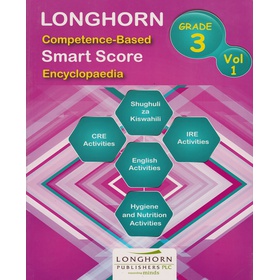 LONGHORN
Competence-Based
Smart Score
Encyclopaedia
GRADE
3
Vol
1
Shughuli
za
Kiswahili
CRE
Activities
IRE
Activities
English
Activities
Hygiene
and Nutrition
Activities
LONGHORN
PUBLISHERS PLC